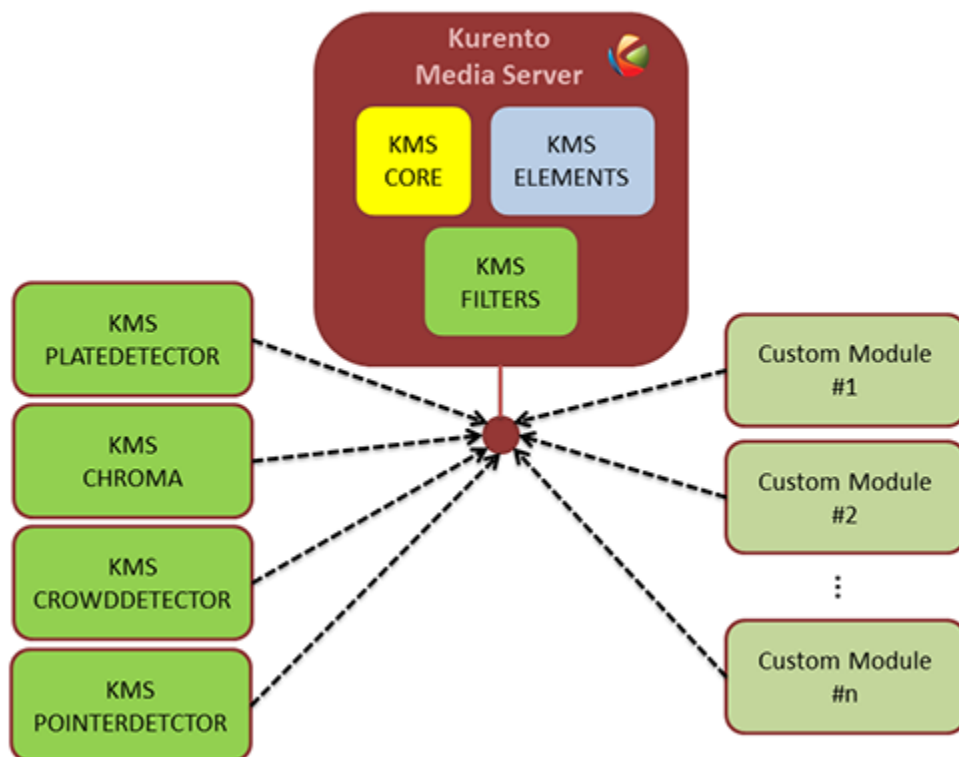 Kurento
Media Server
KMS
CORE
KMS
ELEMENTS
KMS
FILTERS
KMS
PLATEDETECTOR
KMS
CHROMA
KMS
CROWDDETECTOR
KMS
POINTERDETCTOR
Custom Module
#1
Custom Module
#2
...
Custom Module
#n